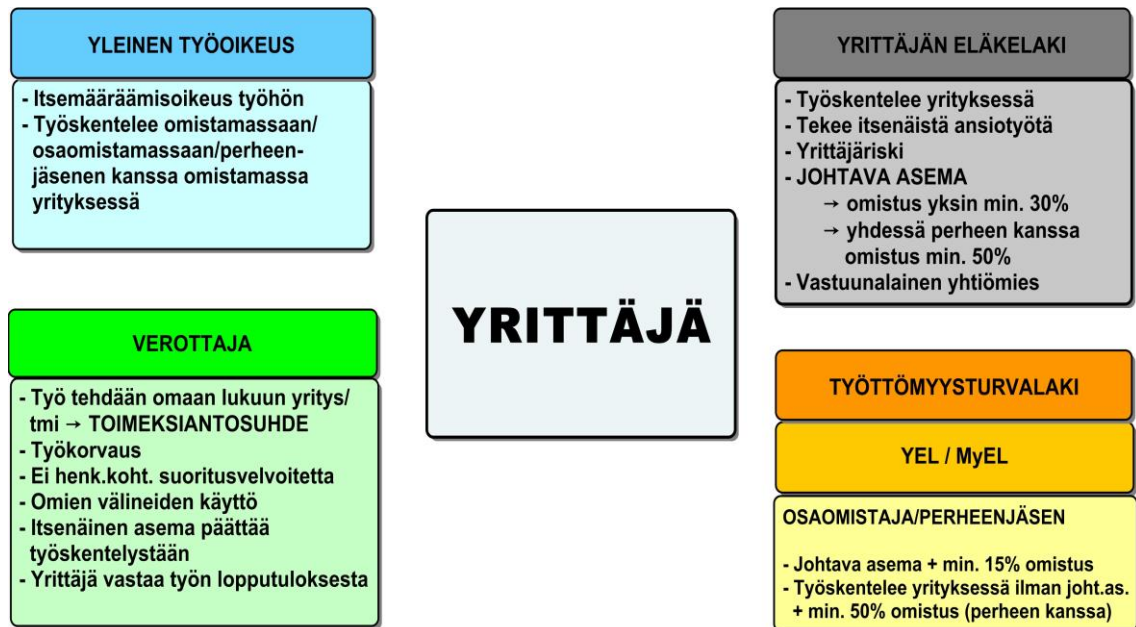 YLEINEN TYÖOIKEUS
- Itsemääräämisoikeus työhön
- Työskentelee omistamassaan/
osaomistamassaan/perheen-
jäsenen kanssa omistamassa
yrityksessä
VEROTTAJA
- Työ tehdään omaan lukuun yritys/
tmi → TOIMEKSIANTOSUHDE
- Työkorvaus
- Ei henk.koht. suoritusvelvoitetta
- Omien välineiden käyttö
- Itsenäinen asema päättää
työskentelystään
- Yrittäjä vastaa työn lopputuloksesta
YRITTÄJÄ
YRITTÄJÄN ELÄKELAKI
- Työskentelee yrityksessä
- Tekee itsenäistä ansiotyötä
- Yrittäjäriski
- JOHTAVA ASEMA
→ omistus yksin min. 30%
→ yhdessä perheen kanssa
omistus min. 50%
- Vastuunalainen yhtiömies
TYÖTTÖMYYSTURVALAKI
YEL / MyEL
OSAOMISTAJA/PERHEENJÄSEN
- Johtava asema + min. 15% omistus
- Työskentelee yrityksessä ilman joht.as.
+ min. 50% omistus (perheen kanssa)